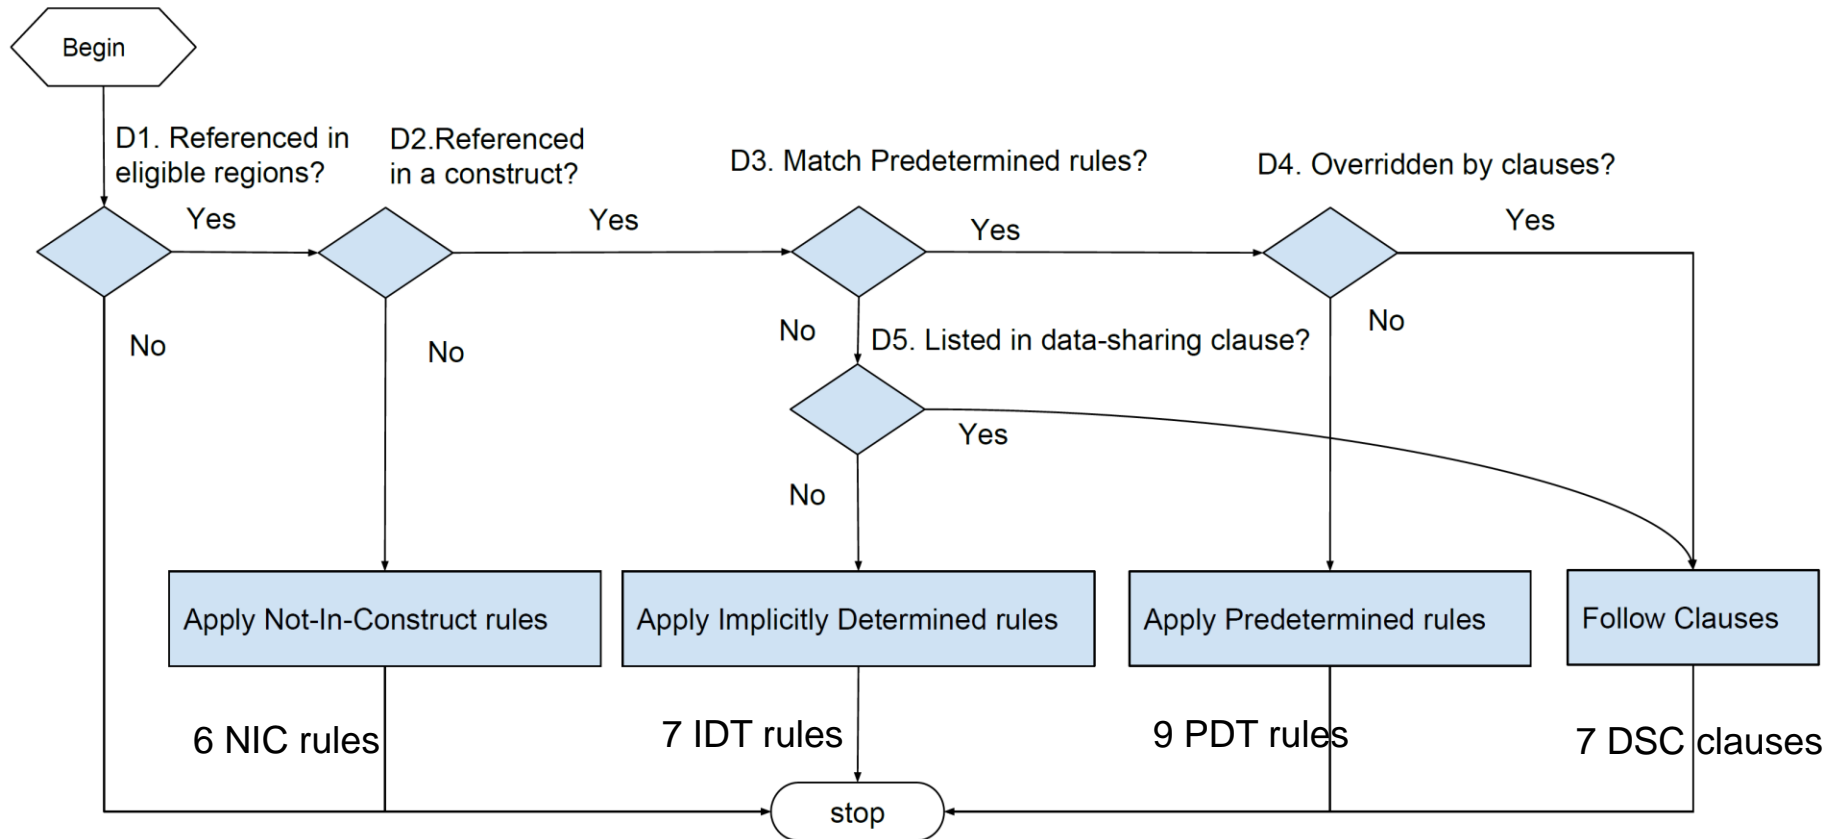 Begin
D1. Referenced in
eligible regions?
D2.Referenced
in a construct?
D3. Match Predetermined rules?
D4. Overridden by clauses?
Yes
Yes
Yes
Yes
No
No
No
No
D5. Listed in data-sharing clause?
Yes
No
Apply Not-In-Construct rules
Apply Implicitly Determined rules
Apply Predetermined rules
Follow Clauses
6 NIC rules
7 IDT rules
9 PDT rules
7 DSC clauses
stop